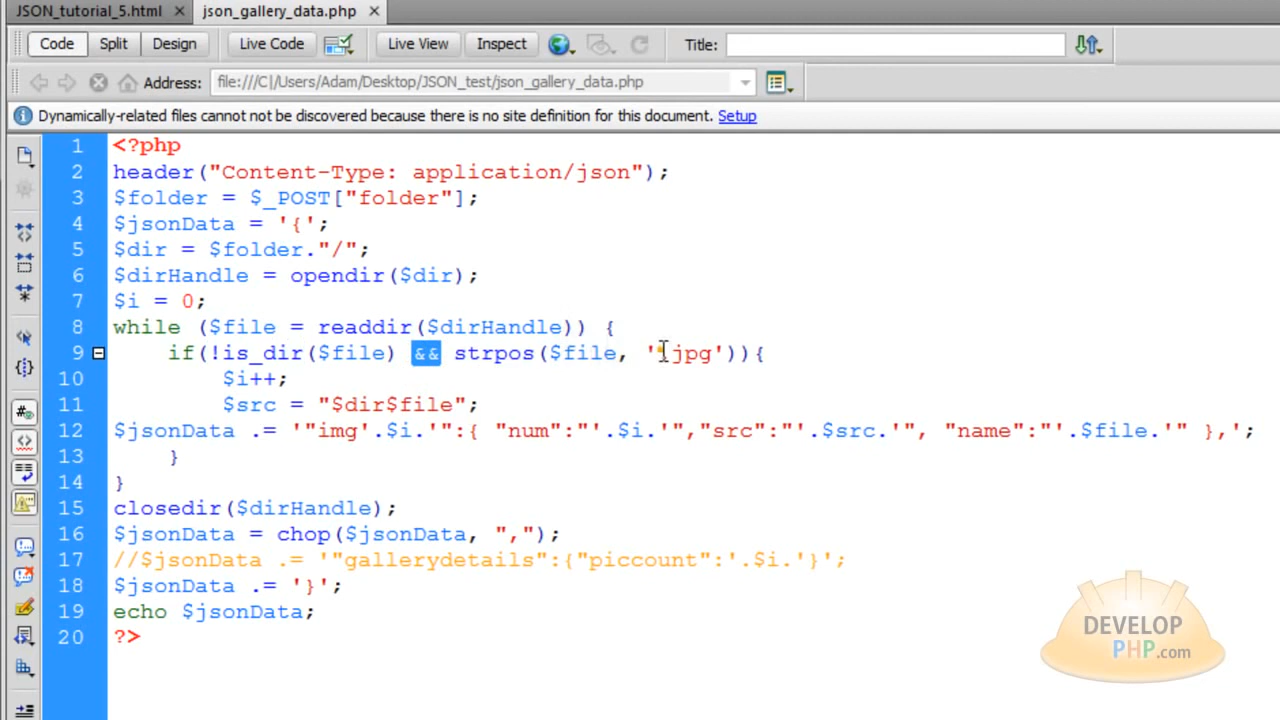 JSON_tutorial_5.html × json_gallery_data.php ×
Code Split Design Live Code Live View Inspect Title:
Address: file:///C|/Users/Adam/Desktop/JSON_test/json_gallery_data.php
Dynamically-related files cannot not be discovered because there is no site definition for this document. Setup
1 <?php
2 header("Content-Type: application/json");
3 $folder = $_POST["folder"];
4 $jsonData = '{';
5 $dir = $folder."/";
6 $dirHandle = opendir($dir);
7 $i = 0;
8 while ($file = readdir($dirHandle)) {
9 if(!is_dir($file) && strpos($file, '.jpg')){
10 $i++;
11 $src = "$dir$file";
12 $jsonData .= '"img'.$i.'":{ "num":"'.$i.'","src":"'.$src.'", "name":"'.$file.'" },';
13 }
14 }
15 closedir($dirHandle);
16 $jsonData = chop($jsonData, ",");
17 //$jsonData .= '"gallerydetails":{"piccount":'.$i.'}';
18 $jsonData .= '}';
19 echo $jsonData;
20 ?>
DEVELOP
PHP.com